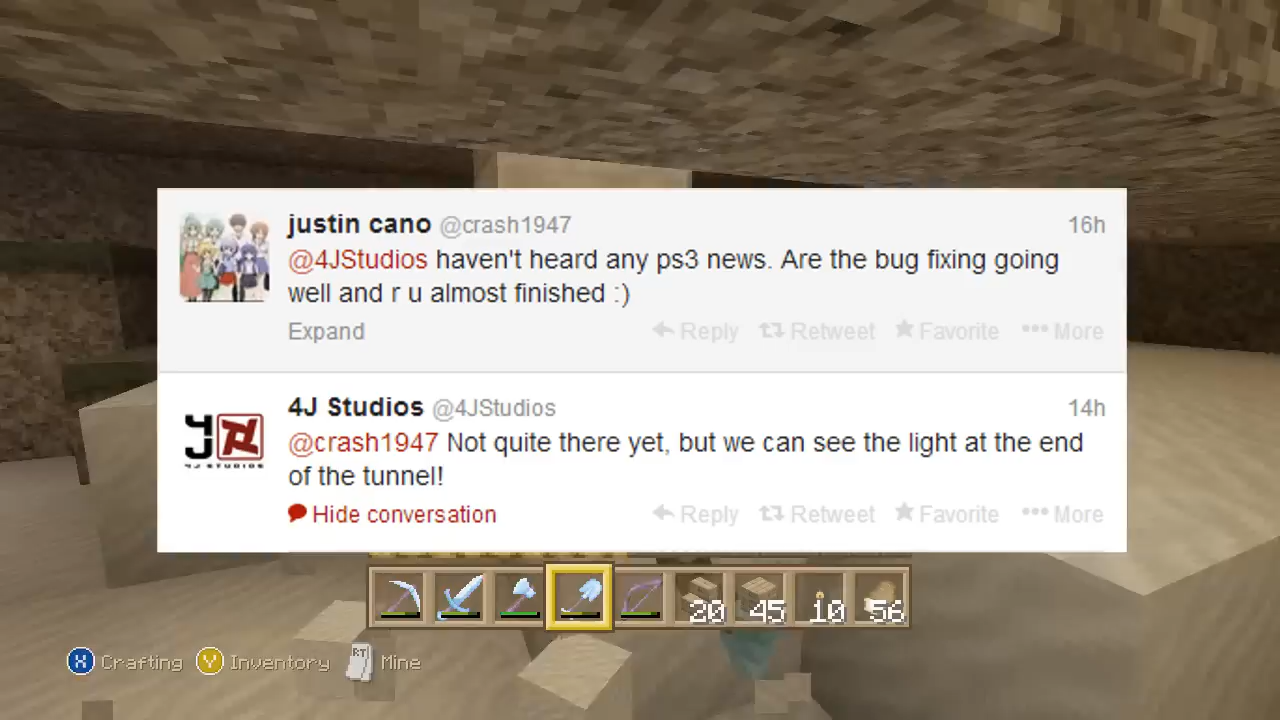 justin cano @crash1947 16h
@4JStudios haven't heard any ps3 news. Are the bug fixing going
well and r u almost finished :)
Expand Reply Retweet Favorite More
4J Studios @4JStudios 14h
4J STUDIOS
@crash1947 Not quite there yet, but we can see the light at the end
of the tunnel!
Hide conversation Reply Retweet Favorite More
20 45 10 56
X Crafting Y Inventory RT Mine